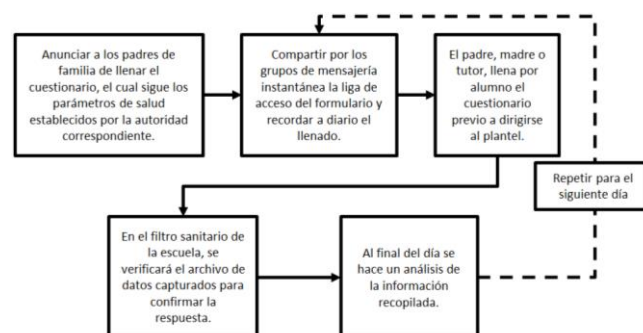 Anunciar a los padres de
familia de llenar el
cuestionario, el cual sigue los
parámetros de salud
establecidos por la autoridad
correspondiente.
Compartir por los
grupos de mensajería
instantánea la liga de
acceso del formulario y
recordar a diario el
llenado.
El padre, madre o
tutor, llena por
alumno el
cuestionario
previo a dirigirse
al plantel.
Repetir para el
siguiente día
En el filtro sanitario de
la escuela, se
verificará el archivo de
datos capturados para
confirmar la
respuesta.
Al final del día se
hace un análisis de
la información
recopilada.